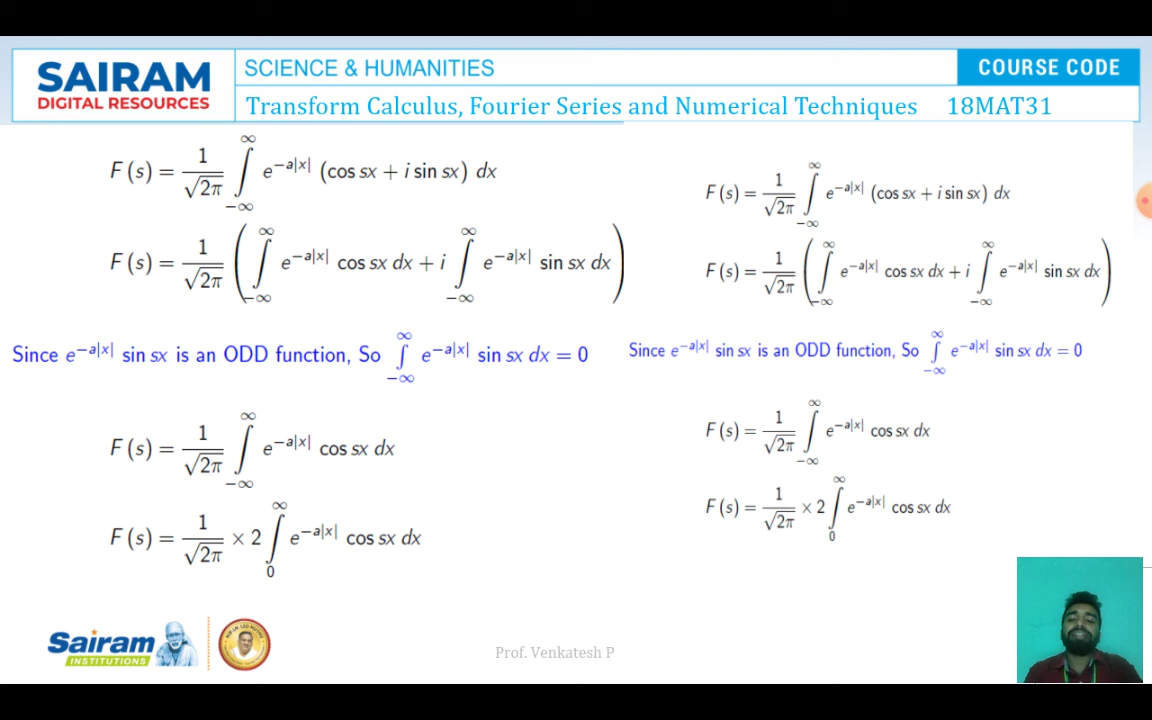 SAIRAM
DIGITAL RESOURCES
SCIENCE & HUMANITIES
COURSE CODE
Transform Calculus, Fourier Series and Numerical Techniques 18MAT31
F(s) = 1/√2π ∫_{−∞}^{∞} e^{−a|x|} (cos sx + i sin sx) dx
F(s) = 1/√2π ( ∫_{−∞}^{∞} e^{−a|x|} cos sx dx + i ∫_{−∞}^{∞} e^{−a|x|} sin sx dx )
Since e^{−a|x|} sin sx is an ODD function, So ∫_{−∞}^{∞} e^{−a|x|} sin sx dx = 0
F(s) = 1/√2π ∫_{−∞}^{∞} e^{−a|x|} cos sx dx
F(s) = 1/√2π × 2 ∫_{0}^{∞} e^{−a|x|} cos sx dx
F(s) = 1/√2π ∫_{−∞}^{∞} e^{−a|x|} (cos sx + i sin sx) dx
F(s) = 1/√2π ( ∫_{−∞}^{∞} e^{−a|x|} cos sx dx + i ∫_{−∞}^{∞} e^{−a|x|} sin sx dx )
Since e^{−a|x|} sin sx is an ODD function, So ∫_{−∞}^{∞} e^{−a|x|} sin sx dx = 0
F(s) = 1/√2π ∫_{−∞}^{∞} e^{−a|x|} cos sx dx
F(s) = 1/√2π × 2 ∫_{0}^{∞} e^{−a|x|} cos sx dx
Sairam
INSTITUTIONS
Prof. Venkatesh P